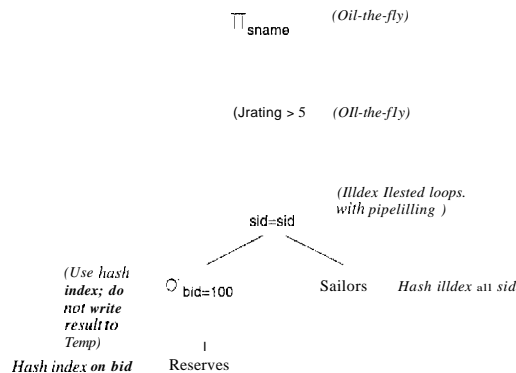 ∏ sname (Oil-the-fly)
(Jrating > 5 (OIl-the-f1y)
(Illdex Ilested loops.
with pipelilling )
sid=sid
(Use hash
index; do
not write
result to
Temp)
O bid=100
Sailors Hash illdex all sid
Hash index on bid Reserves